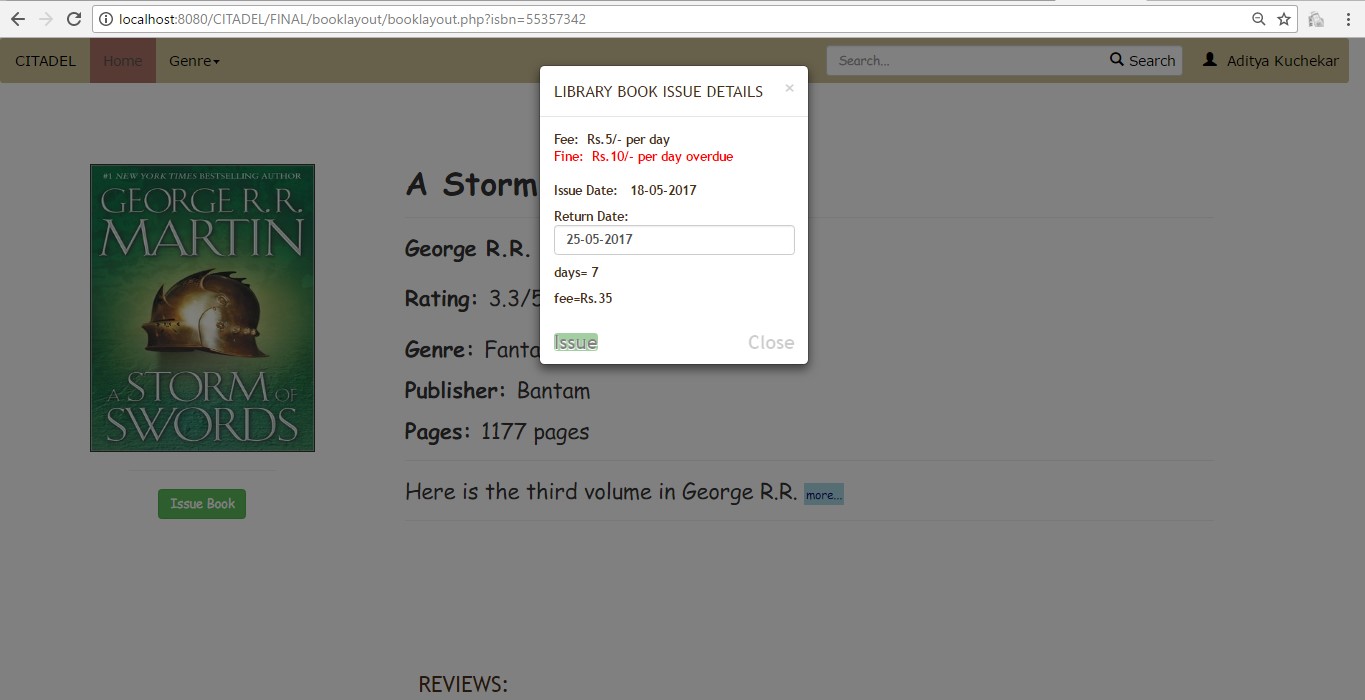 localhost:8080/CITADEL/FINAL/booklayout/booklayout.php?isbn=55357342
CITADEL Home Genre Search... Search Aditya Kuchekar
LIBRARY BOOK ISSUE DETAILS ×
Fee: Rs.5/- per day
Fine: Rs.10/- per day overdue
Issue Date: 18-05-2017
Return Date:
25-05-2017
days= 7
fee=Rs.35
Issue Close
#1 NEW YORK TIMES BESTSELLING AUTHOR
GEORGE R.R.
MARTIN
A STORM OF
SWORDS
Issue Book
A Storm
George R.R.
Rating: 3.3/5
Genre: Fanta
Publisher: Bantam
Pages: 1177 pages
Here is the third volume in George R.R. more...
REVIEWS: